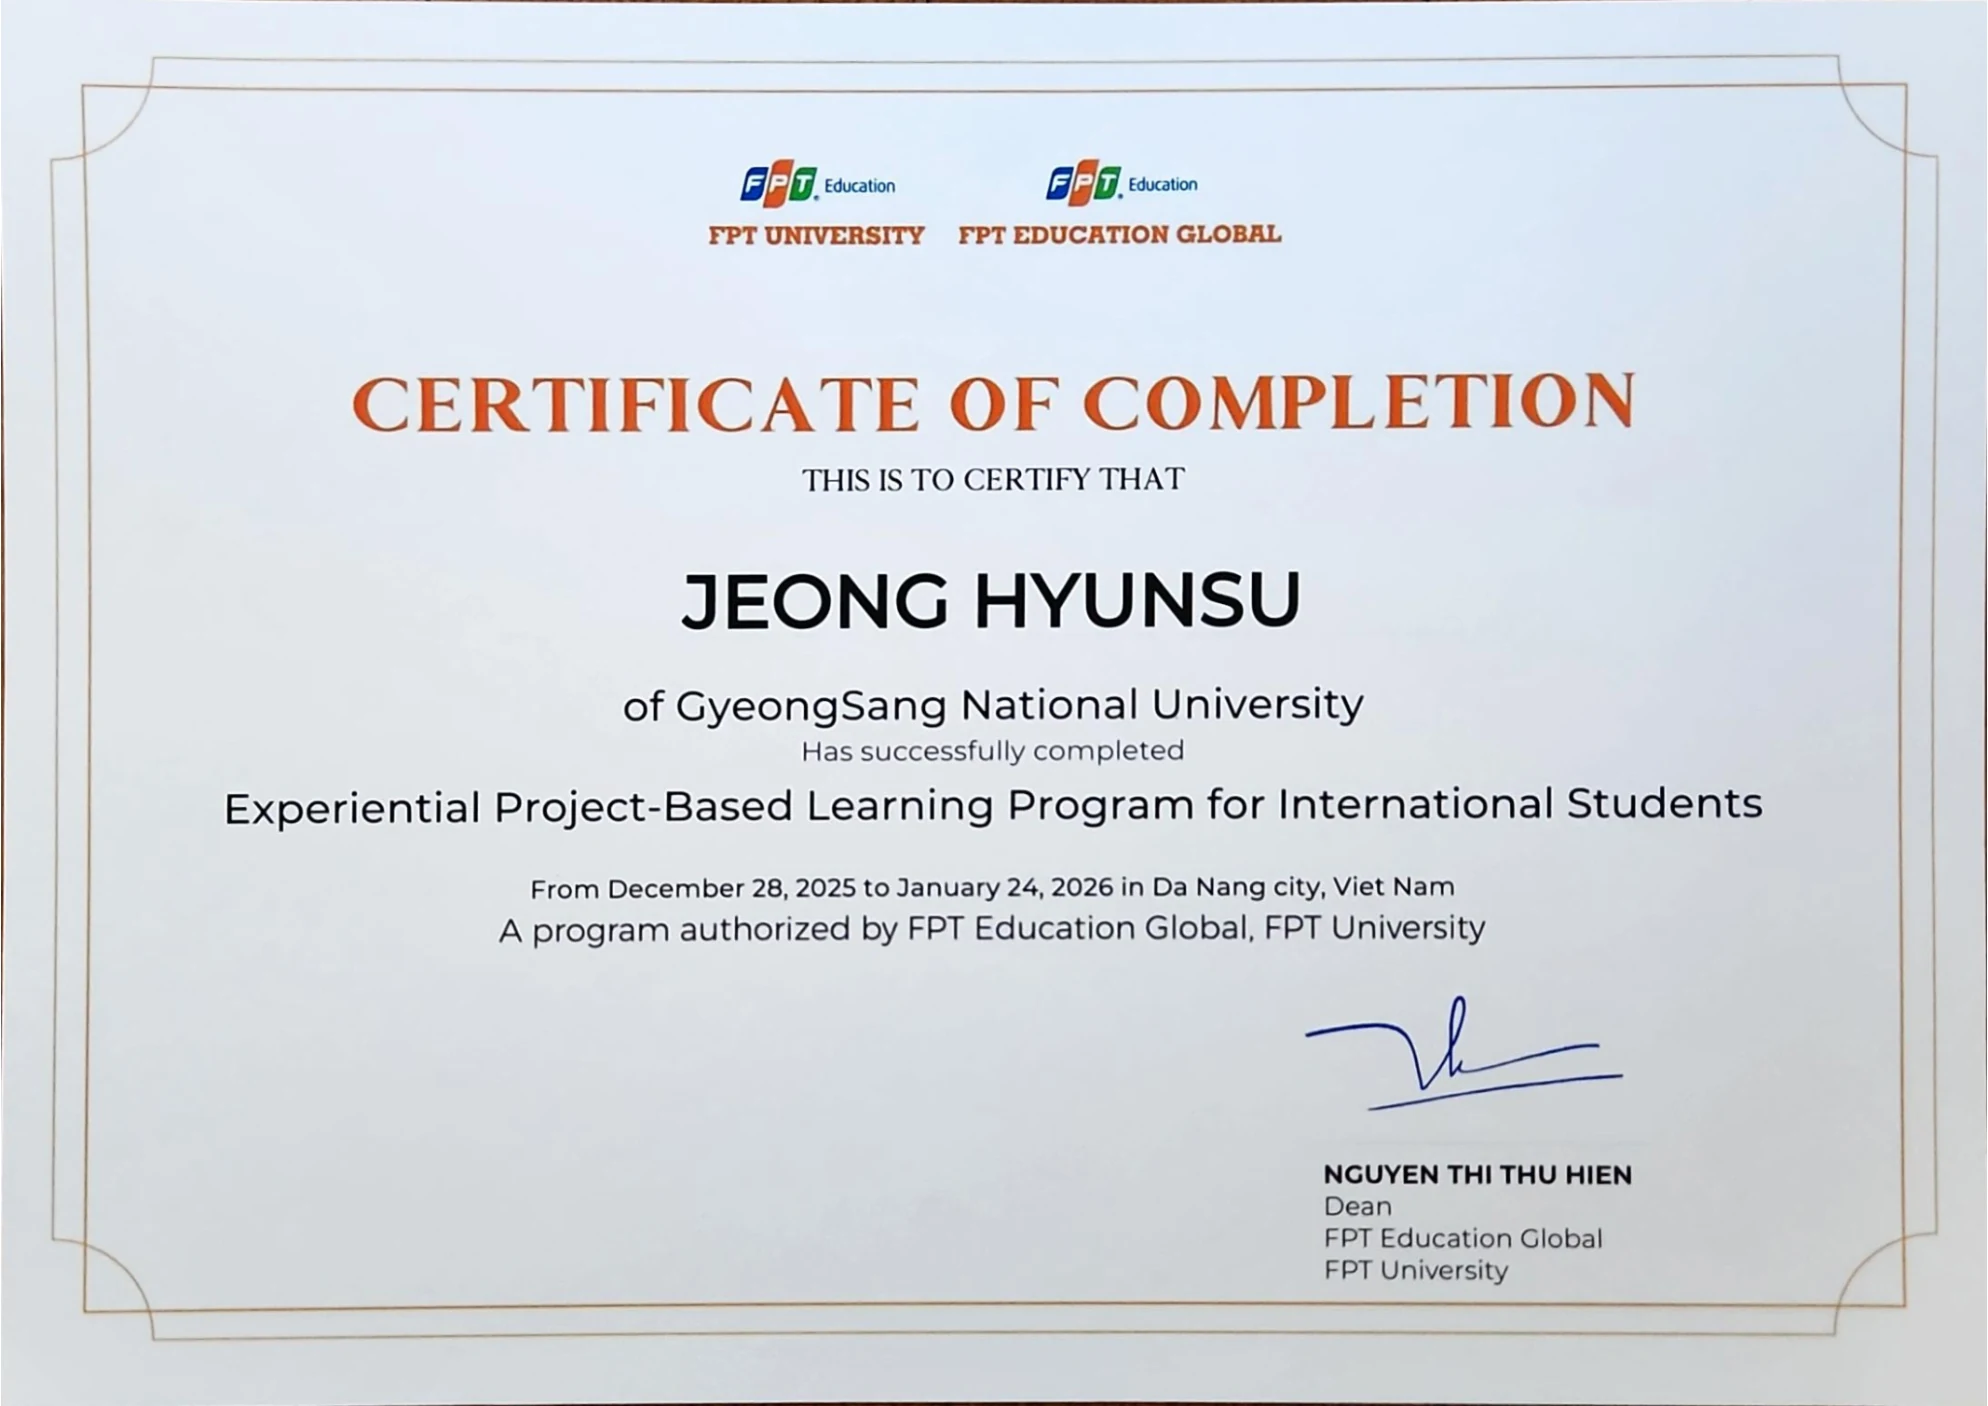 FPT Education
FPT UNIVERSITY
FPT Education
FPT EDUCATION GLOBAL
CERTIFICATE OF COMPLETION
THIS IS TO CERTIFY THAT
JEONG HYUNSU
of GyeongSang National University
Has successfully completed
Experiential Project-Based Learning Program for International Students
From December 28, 2025 to January 24, 2026 in Da Nang city, Viet Nam
A program authorized by FPT Education Global, FPT University
NGUYEN THI THU HIEN
Dean
FPT Education Global
FPT University